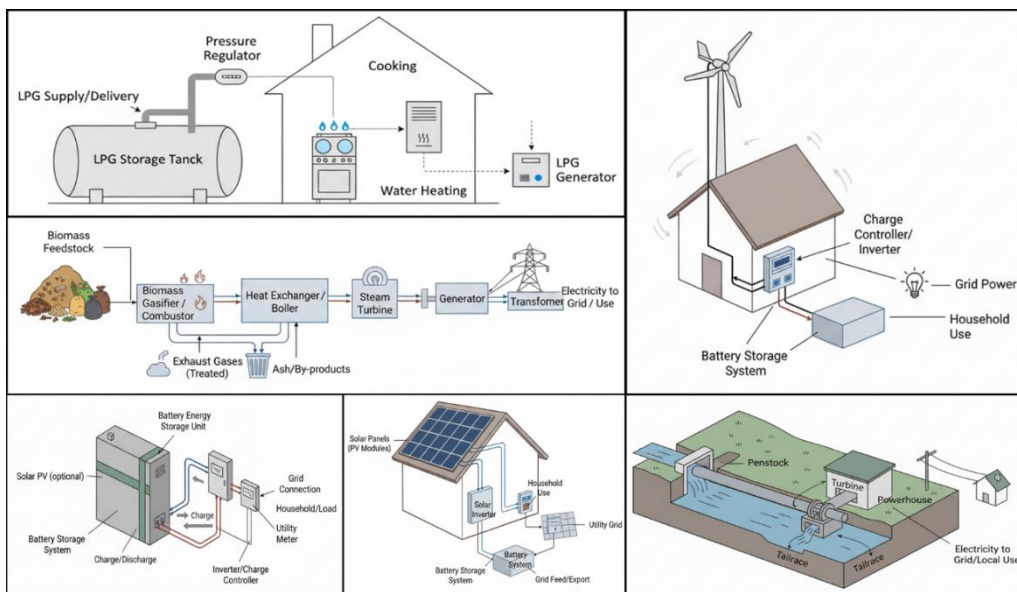 Pressure
Regulator
Cooking
LPG Supply/Delivery
LPG Storage Tanck
LPG
Generator
Water Heating
Charge
Controller/
Inverter
Grid Power
Household
Use
Battery Storage
System
Biomass
Feedstock
Biomass
Gasifier /
Combustor
Heat Exchanger/
Boiler
Steam
Turbine
Generator
Transfomer
Electricity to
Grid / Use
Exhaust Gases
(Treated)
Ash/By-products
Battery Energy
Storage Unit
Solar PV (optional)
Grid
Connection
Household/Load
Charge
Utility
Meter
Battery Storage
System
Charge/Discharge
Inverter/Charge
Controller
Solar Panels
(PV Modules)
Household
Use
Solar
Inverter
Utility Grid
Battery
System
Battery Storage
System
Grid Feed/Export
Penstock
Turbine
Powerhouse
Tailrace
Tailrace
Electricity to
Grid/Local Use